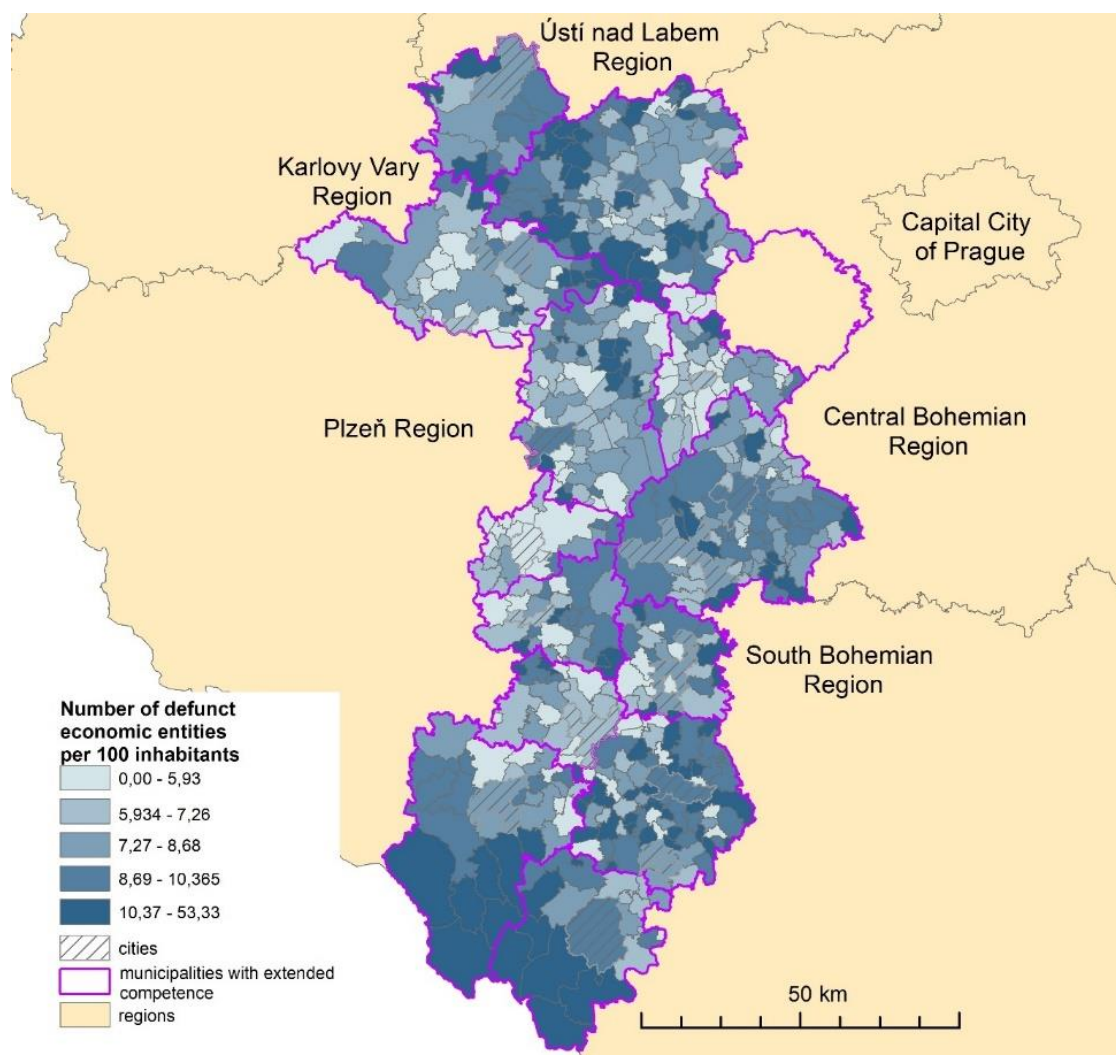 Ústí nad Labem
Region
Karlovy Vary
Region
Capital City
of Prague
Plzeň Region
Central Bohemian
Region
South Bohemian
Region
Number of defunct
economic entities
per 100 inhabitants
0,00 - 5,93
5,934 - 7,26
7,27 - 8,68
8,69 - 10,365
10,37 - 53,33
cities
municipalities with extended
competence
regions
50 km